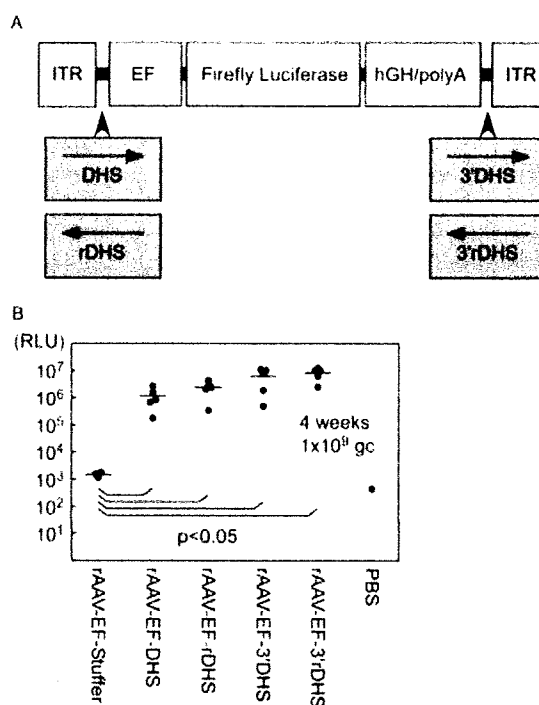 A
ITR EF Firefly Luciferase hGH/polyA ITR
DHS 3'DHS
rDHS 3'rDHS
B
(RLU)
10⁷
10⁶
10⁵
10⁴
10³
10²
10¹
4 weeks
1x10⁹ gc
p<0.05
rAAV-EF-Stuffer
rAAV-EF-DHS
rAAV-EF-rDHS
rAAV-EF-3'DHS
rAAV-EF-3'rDHS
PBS